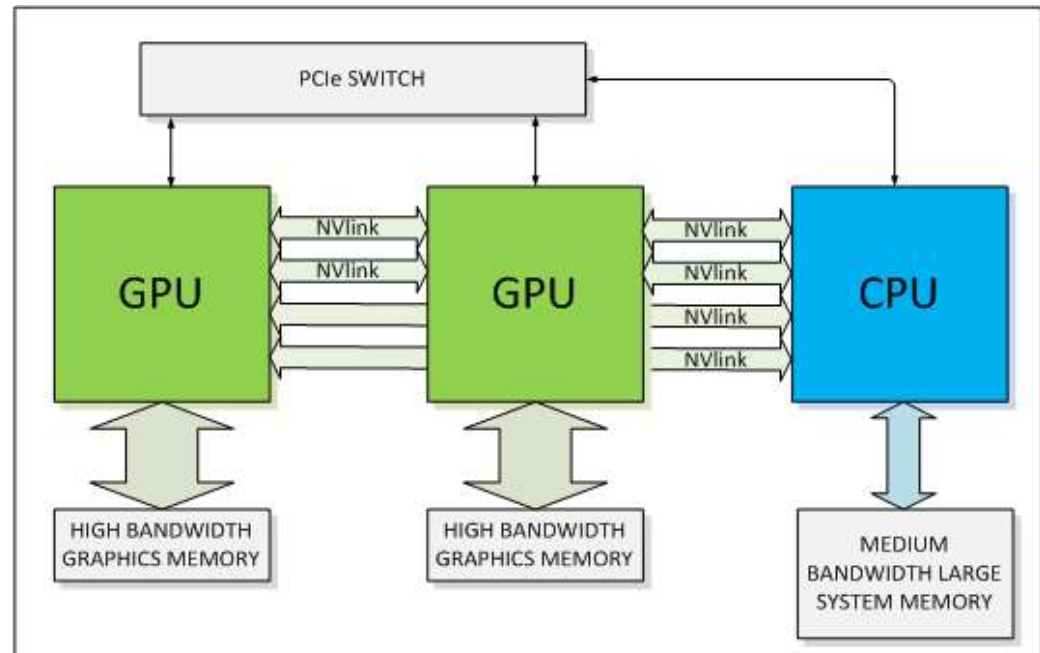 PCIe SWITCH
GPU
NVlink
NVlink
GPU
NVlink
NVlink
NVlink
NVlink
CPU
HIGH BANDWIDTH
GRAPHICS MEMORY
HIGH BANDWIDTH
GRAPHICS MEMORY
MEDIUM
BANDWIDTH LARGE
SYSTEM MEMORY